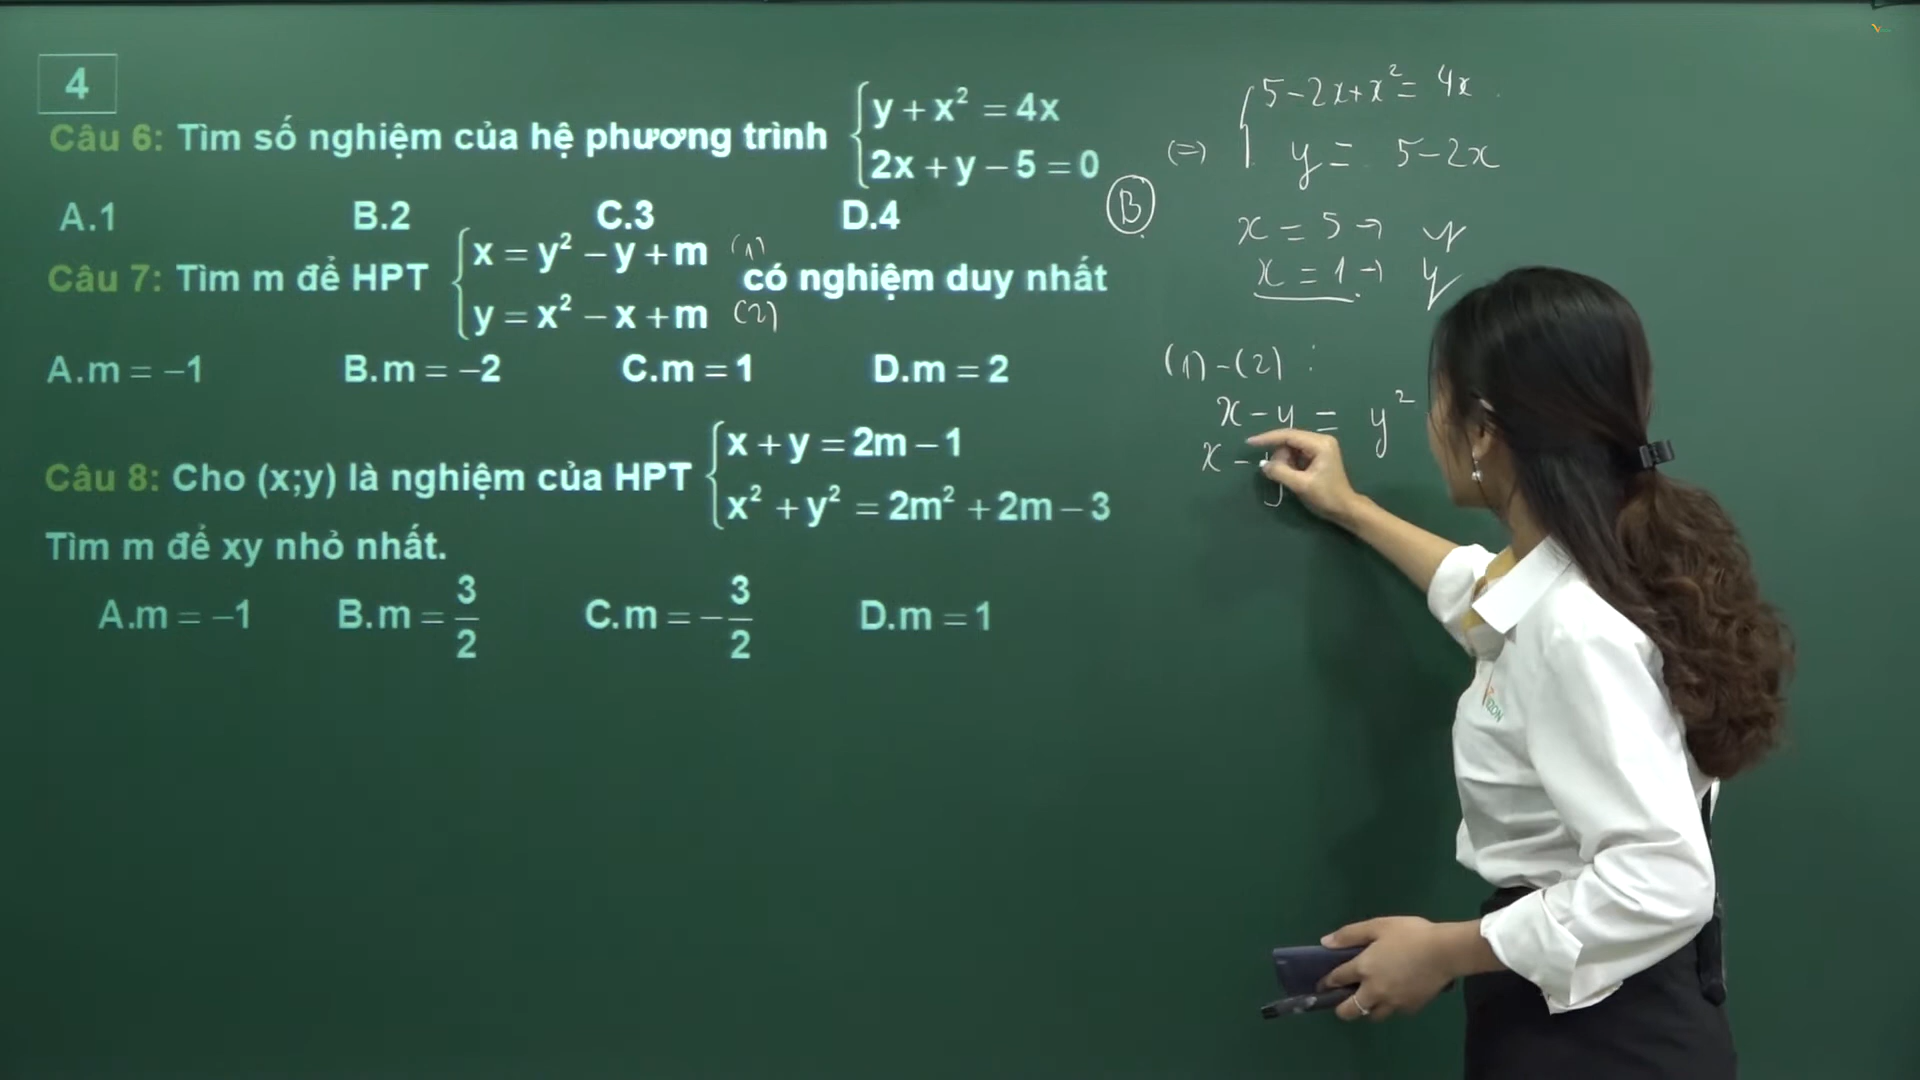 4
Câu 6: Tìm số nghiệm của hệ phương trình { y + x² = 4x
2x + y − 5 = 0
A.1 B.2 C.3 D.4
Câu 7: Tìm m để HPT { x = y² − y + m (1)
y = x² − x + m (2)
có nghiệm duy nhất
A.m = −1 B.m = −2 C.m = 1 D.m = 2
Câu 8: Cho (x;y) là nghiệm của HPT { x + y = 2m − 1
x² + y² = 2m² + 2m − 3
Tìm m để xy nhỏ nhất.
A.m = −1 B.m = 3/2 C.m = −3/2 D.m = 1
B
5 − 2x + x² = 4x
(=) { y = 5 − 2x
x = 5 → y
x = 1 → y
(1) − (2) :
x − y = y²
x −